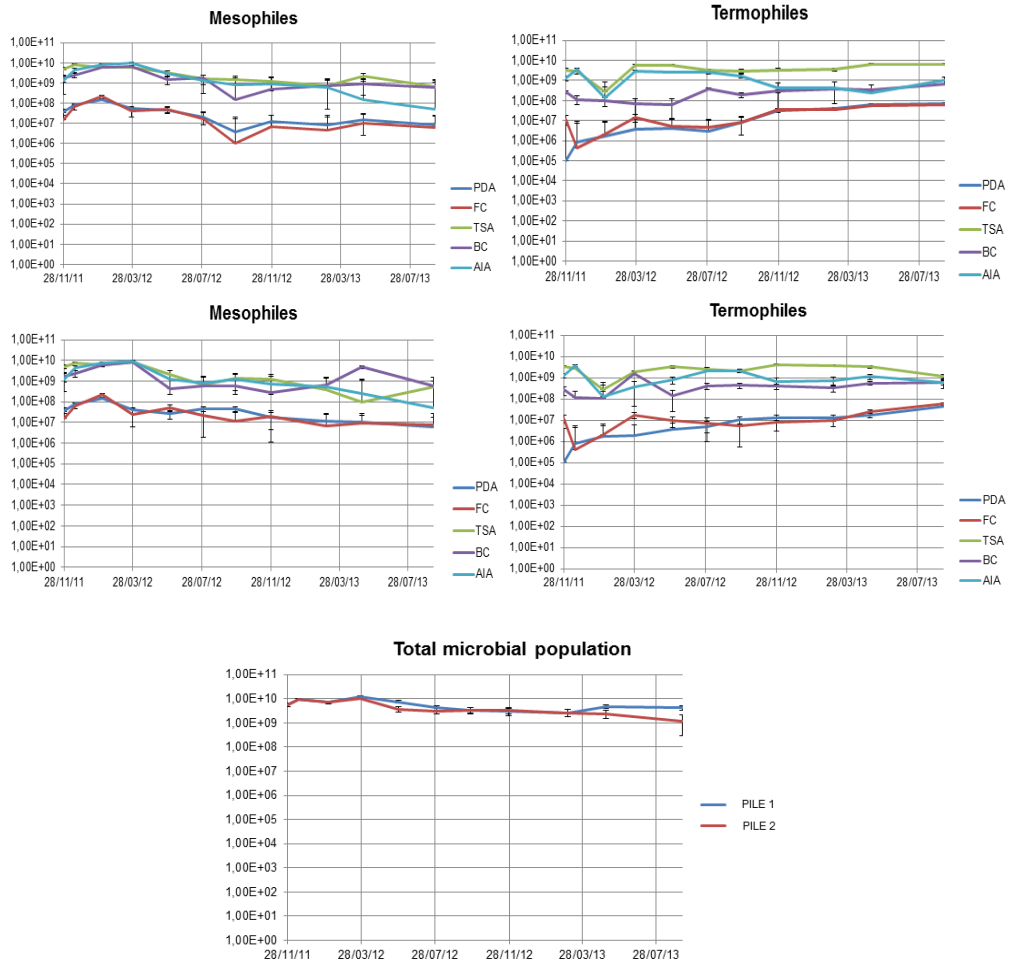 Mesophiles
1,00E+11
1,00E+10
1,00E+09
1,00E+08
1,00E+07
1,00E+06
1,00E+05
1,00E+04
1,00E+03
1,00E+02
1,00E+01
1,00E+00
28/11/11 28/03/12 28/07/12 28/11/12 28/03/13 28/07/13
PDA
FC
TSA
BC
AIA
Termophiles
1,00E+11
1,00E+10
1,00E+09
1,00E+08
1,00E+07
1,00E+06
1,00E+05
1,00E+04
1,00E+03
1,00E+02
1,00E+01
1,00E+00
28/11/11 28/03/12 28/07/12 28/11/12 28/03/13 28/07/13
PDA
FC
TSA
BC
AIA
Mesophiles
1,00E+11
1,00E+10
1,00E+09
1,00E+08
1,00E+07
1,00E+06
1,00E+05
1,00E+04
1,00E+03
1,00E+02
1,00E+01
1,00E+00
28/11/11 28/03/12 28/07/12 28/11/12 28/03/13 28/07/13
PDA
FC
TSA
BC
AIA
Termophiles
1,00E+11
1,00E+10
1,00E+09
1,00E+08
1,00E+07
1,00E+06
1,00E+05
1,00E+04
1,00E+03
1,00E+02
1,00E+01
1,00E+00
28/11/11 28/03/12 28/07/12 28/11/12 28/03/13 28/07/13
PDA
FC
TSA
BC
AIA
Total microbial population
1,00E+11
1,00E+10
1,00E+09
1,00E+08
1,00E+07
1,00E+06
1,00E+05
1,00E+04
1,00E+03
1,00E+02
1,00E+01
1,00E+00
28/11/11 28/03/12 28/07/12 28/11/12 28/03/13 28/07/13
PILE 1
PILE 2